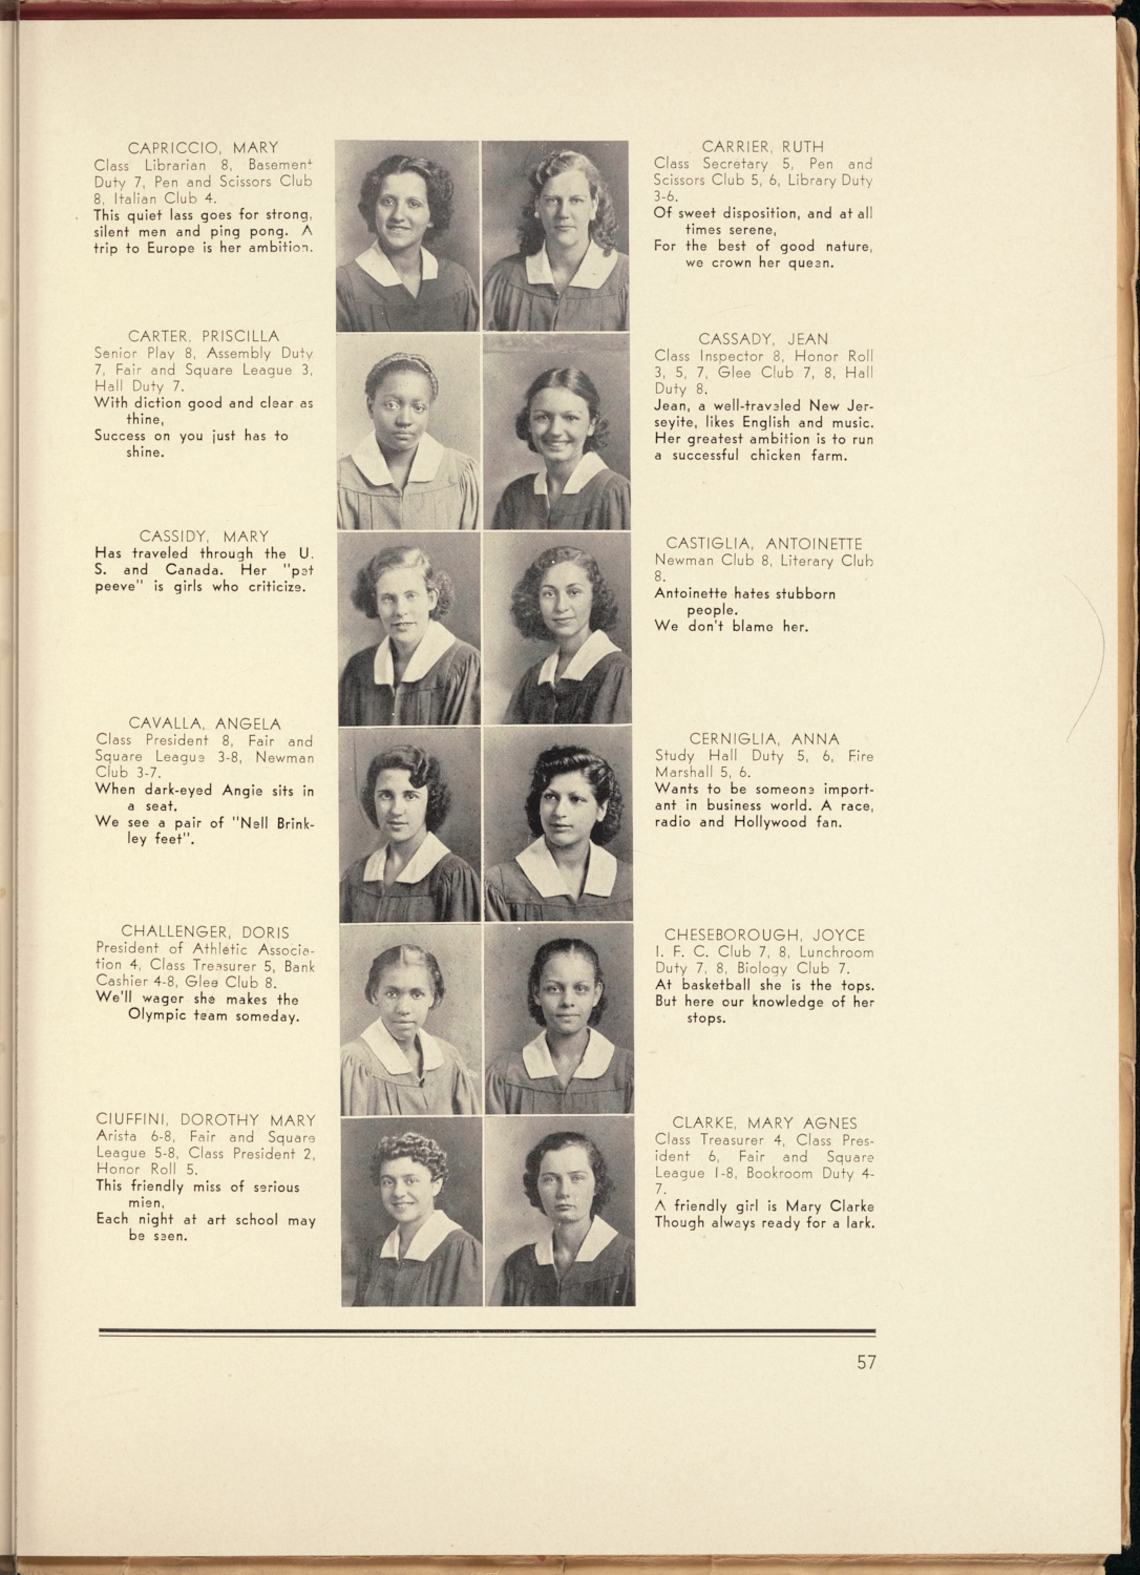 CAPRICCIO, MARY
Class Librarian 8, Basement
Duty 7, Pen and Scissors Club
8, Italian Club 4.
This quiet lass goes for strong,
silent men and ping pong. A
trip to Europe is her ambition.
CARRIER, RUTH
Class Secretary 5, Pen and
Scissors Club 5, 6, Library Duty
3-6.
Of sweet disposition, and at all
times serene,
For the best of good nature,
we crown her queen.
CARTER, PRISCILLA
Senior Play 8, Assembly Duty
7, Fair and Square League 3,
Hall Duty 7.
With diction good and clear as
thine,
Success on you just has to
shine.
CASSADY, JEAN
Class Inspector 8, Honor Roll
3, 5, 7, Glee Club 7, 8, Hall
Duty 8.
Jean, a well-traveled New Jer-
seyite, likes English and music.
Her greatest ambition is to run
a successful chicken farm.
CASSIDY, MARY
Has traveled through the U.
S. and Canada. Her "pet
peeve" is girls who criticize.
CASTIGLIA, ANTOINETTE
Newman Club 8, Literary Club
8.
Antoinette hates stubborn
people.
We don't blame her.
CAVALLA, ANGELA
Class President 8, Fair and
Square League 3-8, Newman
Club 3-7.
When dark-eyed Angie sits in
a seat.
We see a pair of "Nell Brink-
ley feet".
CERNIGLIA, ANNA
Study Hall Duty 5, 6, Fire
Marshall 5, 6.
Wants to be someone import-
ant in business world. A race,
radio and Hollywood fan.
CHALLENGER, DORIS
President of Athletic Associa-
tion 4, Class Treasurer 5, Bank
Cashier 4-8, Glee Club 8.
We'll wager she makes the
Olympic team someday.
CHESEBOROUGH, JOYCE
I. F. C. Club 7, 8, Lunchroom
Duty 7, 8, Biology Club 7.
At basketball she is the tops.
But here our knowledge of her
stops.
CIUFFINI, DOROTHY MARY
Arista 6-8, Fair and Square
League 5-8, Class President 2,
Honor Roll 5.
This friendly miss of serious
mien,
Each night at art school may
be seen.
CLARKE, MARY AGNES
Class Treasurer 4, Class Pres-
ident 6, Fair and Square
League 1-8, Bookroom Duty 4-
7.
A friendly girl is Mary Clarke
Though always ready for a lark.
57